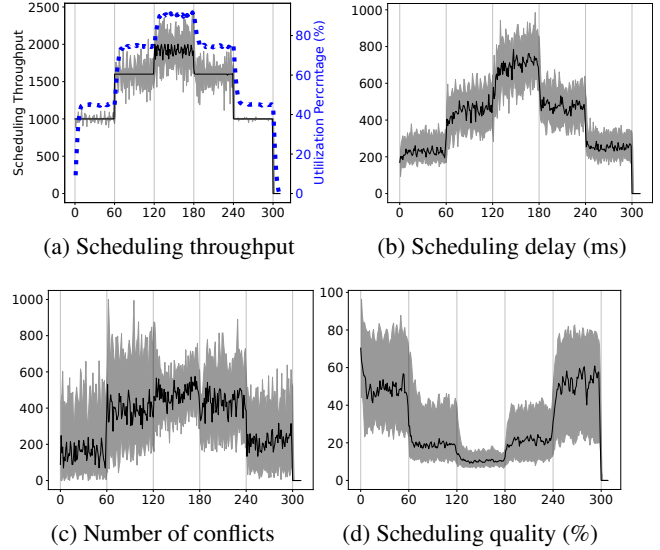 2500
2000
1500
1000
500
0
Scheduling Throughput
80
60
40
20
0
Utlilization Percrntage (%)
0 60 120 180 240 300
(a) Scheduling throughput
1000
800
600
400
200
0
0 60 120 180 240 300
(b) Scheduling delay (ms)
1000
800
600
400
200
0
0 60 120 180 240 300
(c) Number of conflicts
100
80
60
40
20
0
0 60 120 180 240 300
(d) Scheduling quality (%)